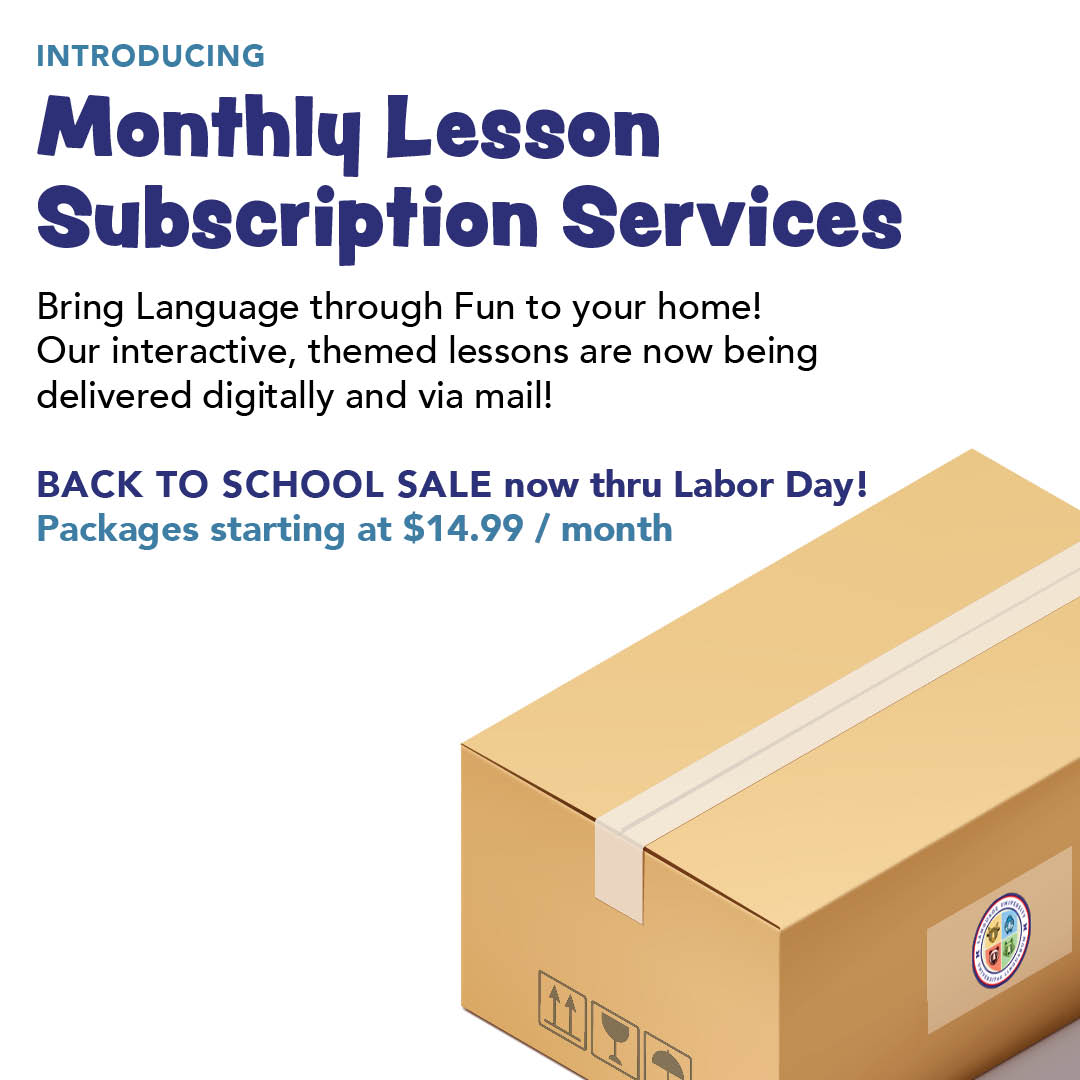 INTRODUCING
Monthly Lesson
Subscription Services
Bring Language through Fun to your home!
Our interactive, themed lessons are now being
delivered digitally and via mail!
BACK TO SCHOOL SALE now thru Labor Day!
Packages starting at $14.99 / month
LANGUAGE UNIVERSITY